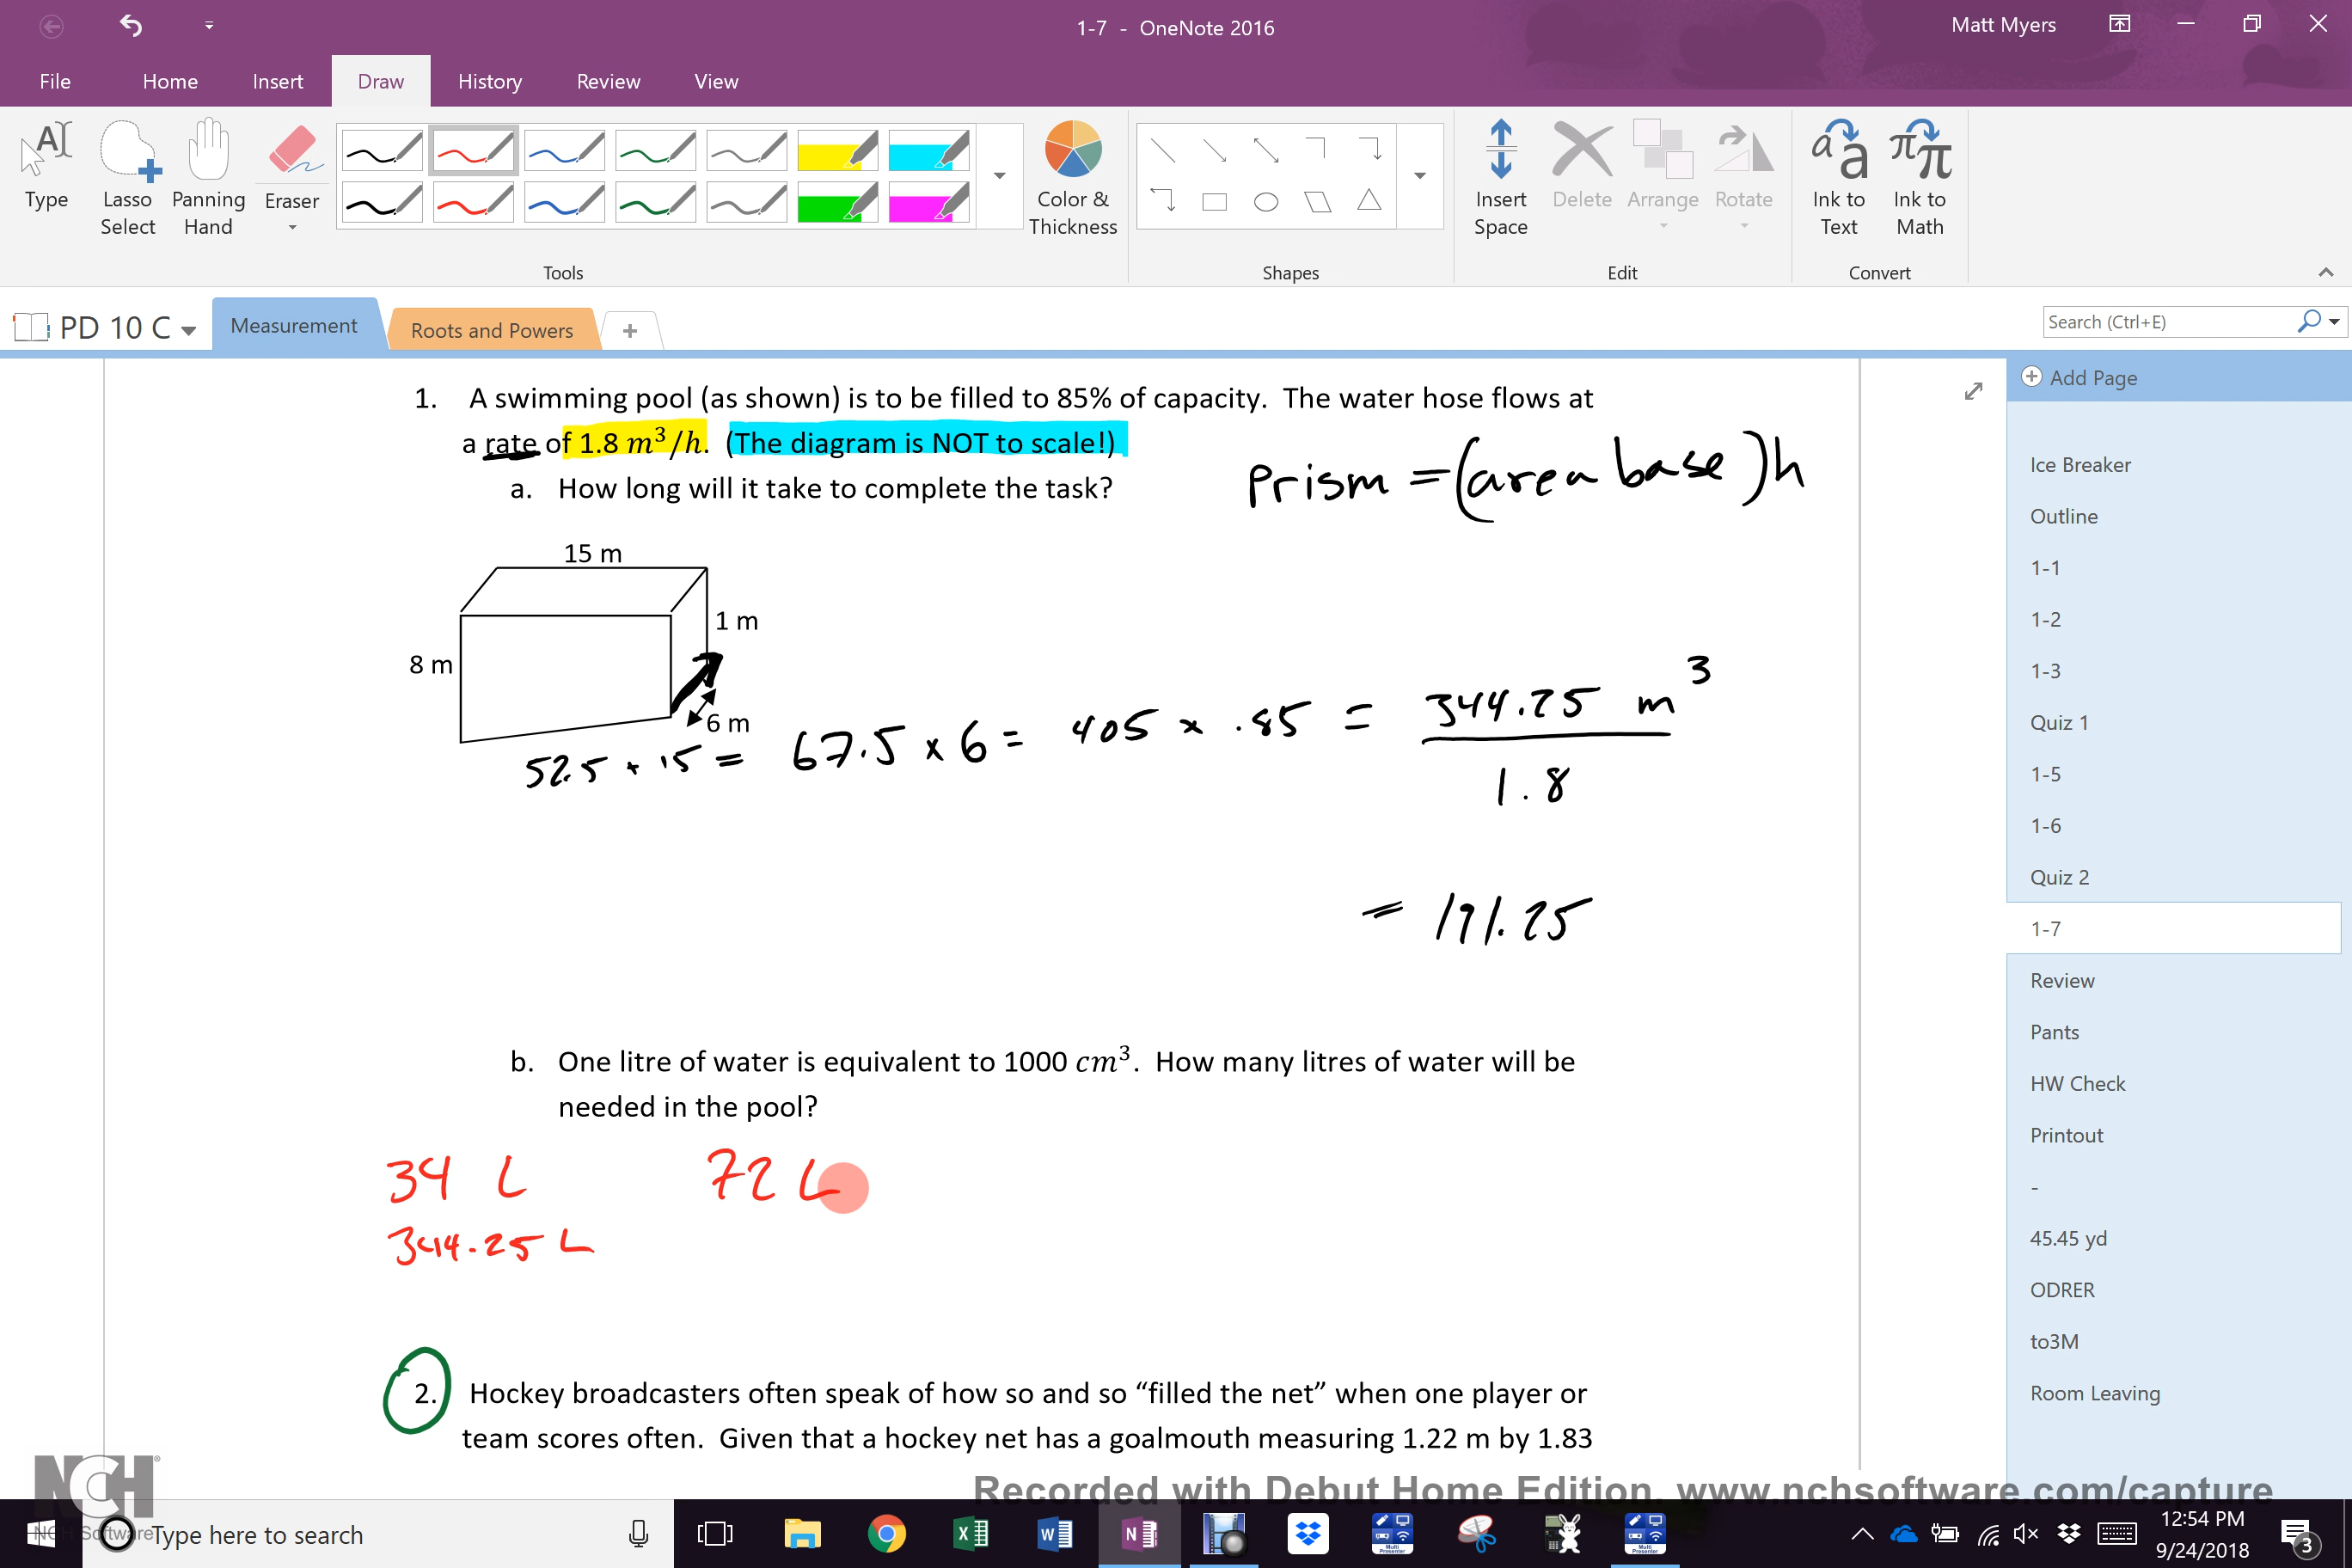 1-7 - OneNote 2016
Matt Myers
File Home Insert Draw History Review View
Type
Lasso Select
Panning Hand
Eraser
Color & Thickness
Insert Space
Delete
Arrange
Rotate
Ink to Text
Ink to Math
Tools Shapes Edit Convert
PD 10 C Measurement Roots and Powers +
Search (Ctrl+E)
1. A swimming pool (as shown) is to be filled to 85% of capacity. The water hose flows at
a rate of 1.8 m³/h. (The diagram is NOT to scale!)
a. How long will it take to complete the task?
Prism = (area base)h
15 m
1 m
8 m
6 m
52.5 + 15 = 67.5 x 6 = 405 x .85 = 344.25 m³
1.8
= 191.25
b. One litre of water is equivalent to 1000 cm³. How many litres of water will be
needed in the pool?
34 L 72 L
344.25 L
2. Hockey broadcasters often speak of how so and so “filled the net” when one player or
team scores often. Given that a hockey net has a goalmouth measuring 1.22 m by 1.83
Add Page
Ice Breaker
Outline
1-1
1-2
1-3
Quiz 1
1-5
1-6
Quiz 2
1-7
Review
Pants
HW Check
Printout
-
45.45 yd
ODRER
to3M
Room Leaving
NCH
NCH Software
Recorded with Debut Home Edition. www.nchsoftware.com/capture
Type here to search
12:54 PM
9/24/2018
3